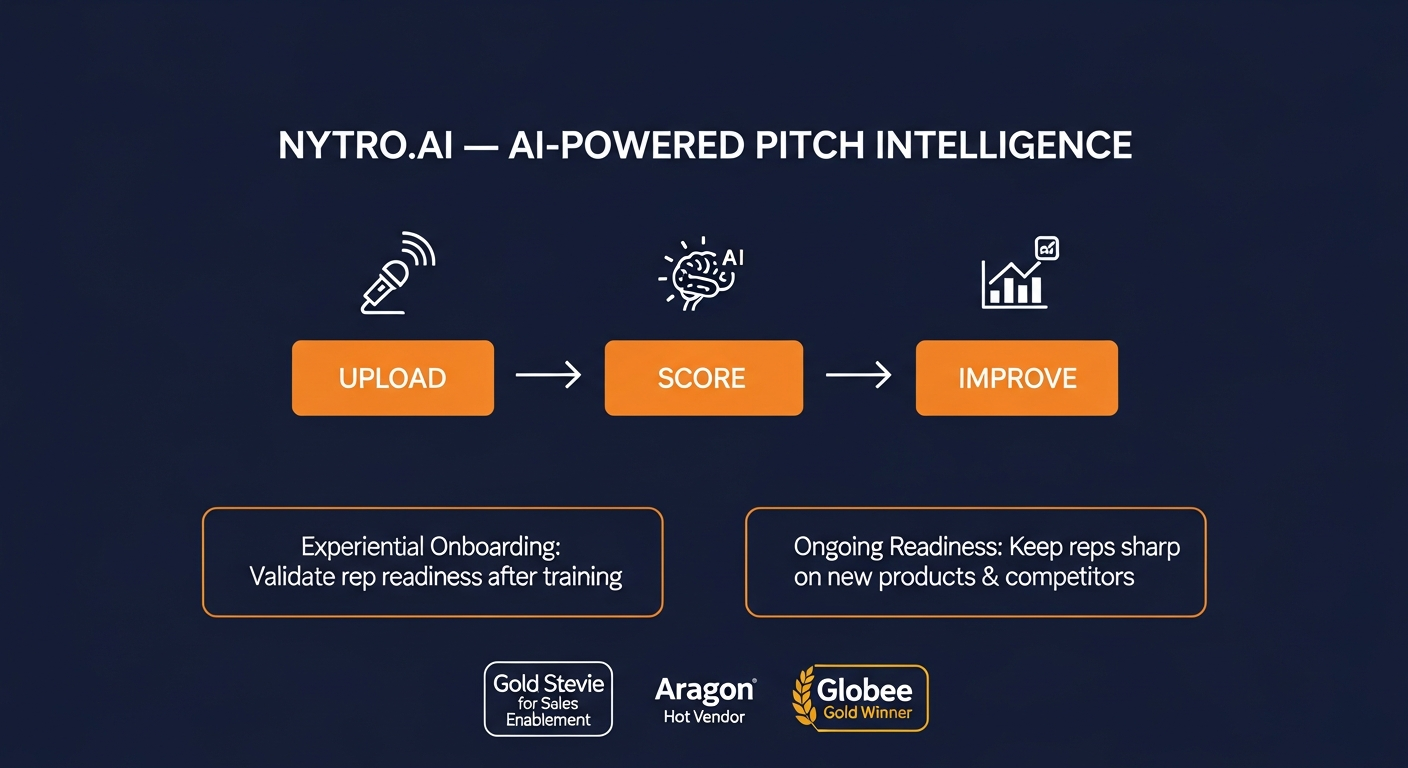 NYTRO.AI — AI-POWERED PITCH INTELLIGENCE
AI
UPLOAD
SCORE
IMPROVE
Experiential Onboarding:
Validate rep readiness after training
Ongoing Readiness: Keep reps sharp
on new products & competitors
Gold Stevie
for Sales
Enablement
Aragon
Hot Vendor
Globee
Gold Winner